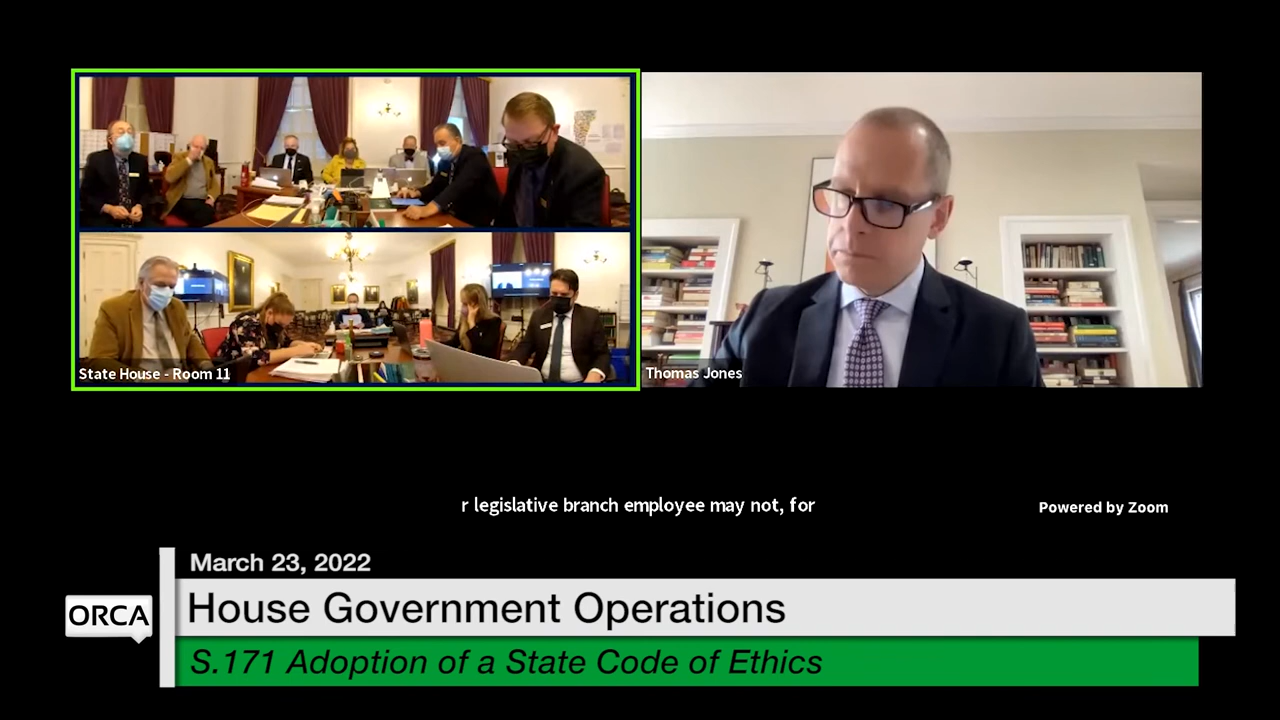 State House - Room 11
Thomas Jones
r legislative branch employee may not, for
Powered by Zoom
March 23, 2022
ORCA
House Government Operations
S.171 Adoption of a State Code of Ethics